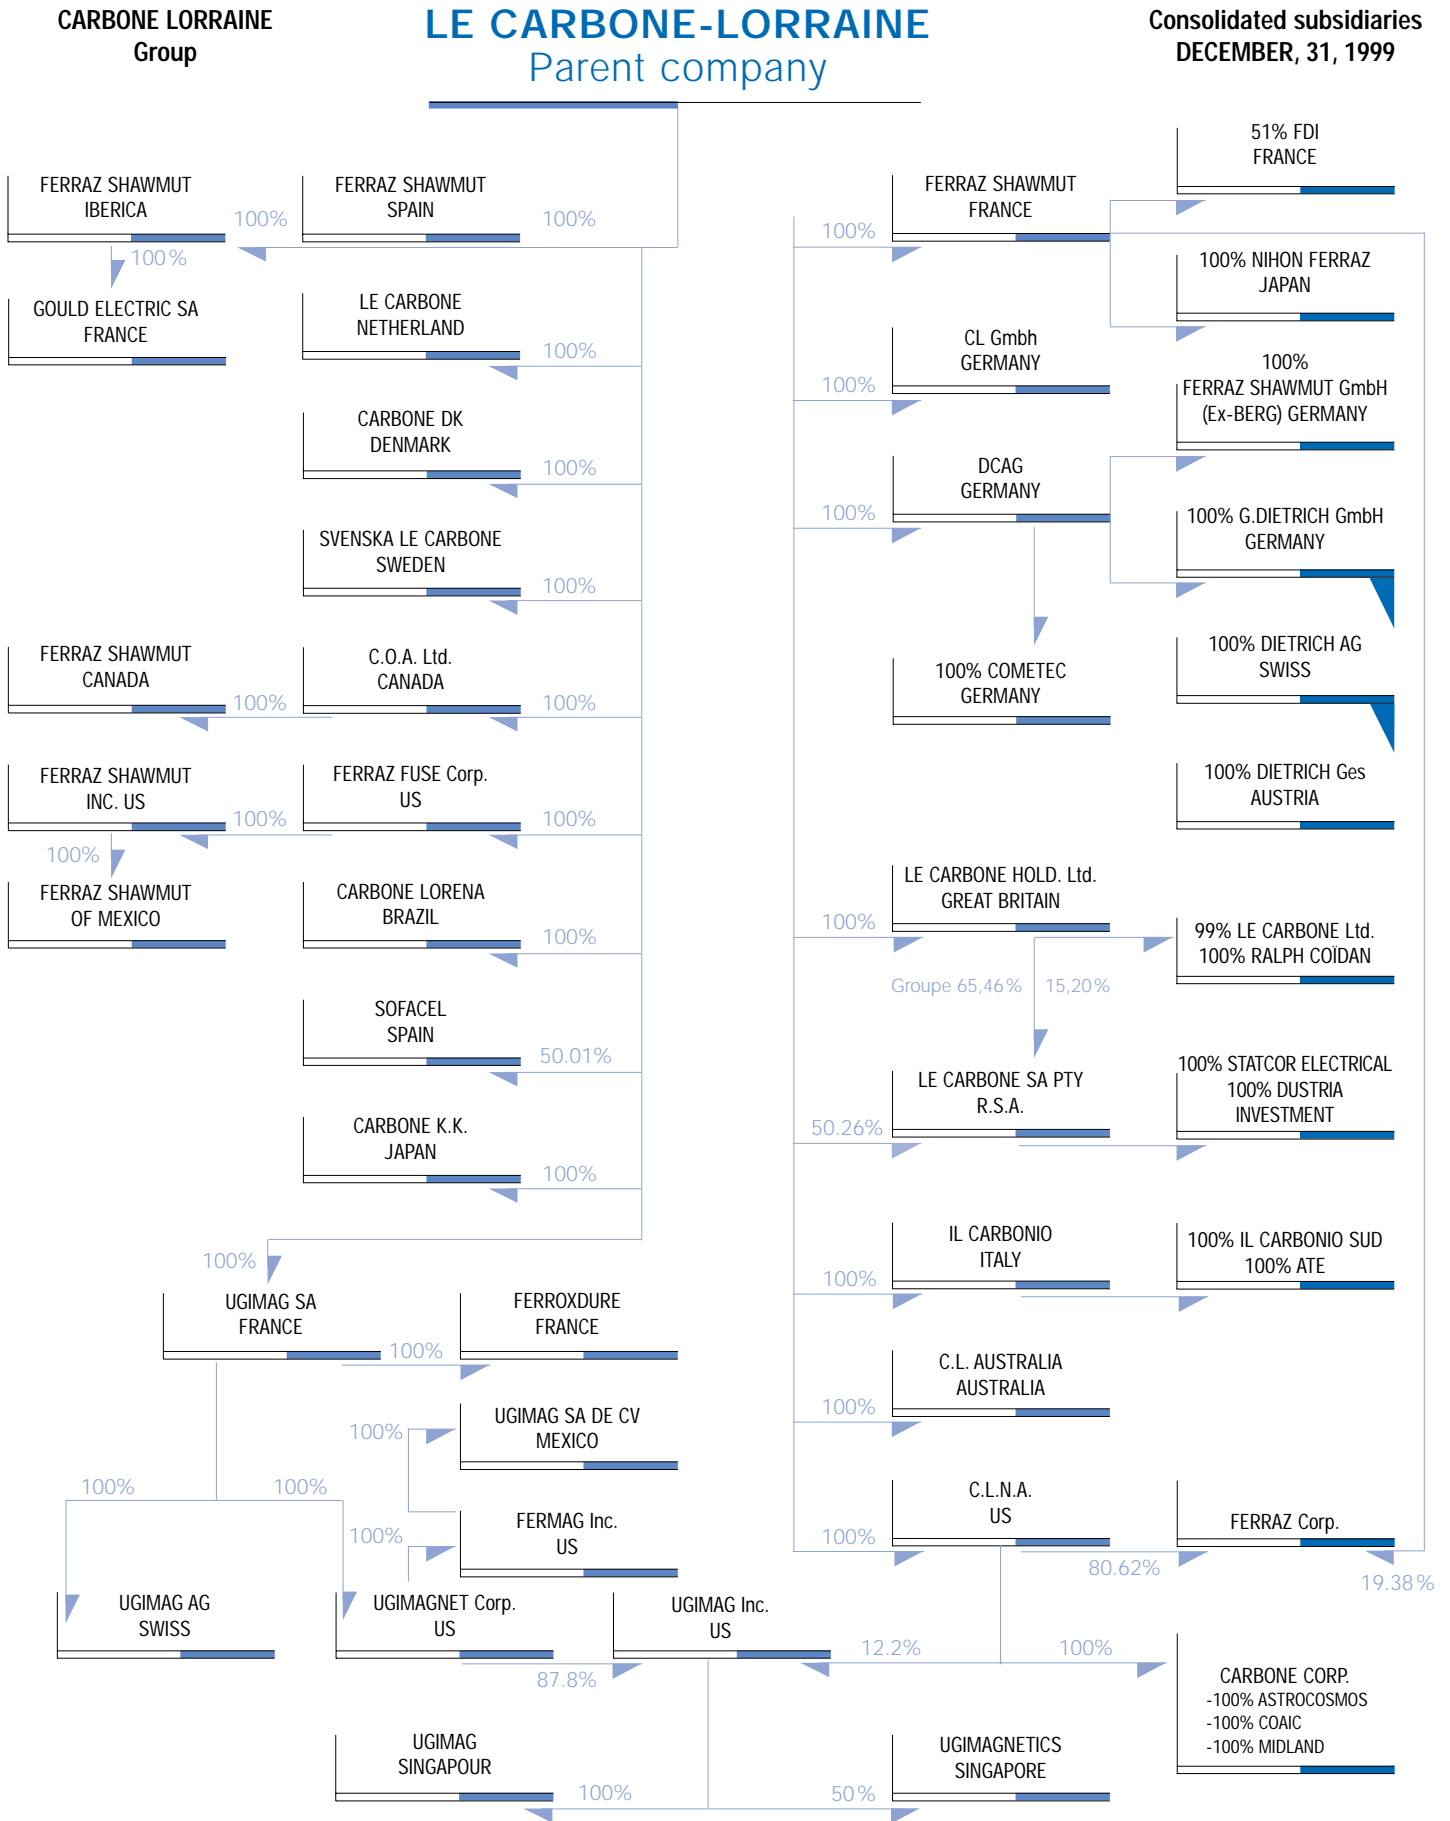 CARBONE LORRAINE
Group
LE CARBONE-LORRAINE
Parent company
Consolidated subsidiaries
DECEMBER, 31, 1999
FERRAZ SHAWMUT
IBERICA
100%
FERRAZ SHAWMUT
SPAIN
100%
100%
GOULD ELECTRIC SA
FRANCE
LE CARBONE
NETHERLAND
100%
CARBONE DK
DENMARK
100%
SVENSKA LE CARBONE
SWEDEN
100%
FERRAZ SHAWMUT
CANADA
100%
C.O.A. Ltd.
CANADA
100%
FERRAZ SHAWMUT
INC. US
100%
FERRAZ FUSE Corp.
US
100%
100%
FERRAZ SHAWMUT
OF MEXICO
CARBONE LORENA
BRAZIL
100%
SOFACEL
SPAIN
50.01%
CARBONE K.K.
JAPAN
100%
100%
UGIMAG SA
FRANCE
100%
FERROXDURE
FRANCE
100%
UGIMAG SA DE CV
MEXICO
100%
100%
100%
FERMAG Inc.
US
UGIMAG AG
SWISS
UGIMAGNET Corp.
US
87.8%
UGIMAG Inc.
US
12.2%
100%
UGIMAG
SINGAPOUR
100%
50%
UGIMAGNETICS
SINGAPORE
100%
FERRAZ SHAWMUT
FRANCE
51% FDI
FRANCE
100% NIHON FERRAZ
JAPAN
100%
CL Gmbh
GERMANY
100%
FERRAZ SHAWMUT GmbH
(Ex-BERG) GERMANY
100%
DCAG
GERMANY
100% G.DIETRICH GmbH
GERMANY
100% COMETEC
GERMANY
100% DIETRICH AG
SWISS
100% DIETRICH Ges
AUSTRIA
100%
LE CARBONE HOLD. Ltd.
GREAT BRITAIN
99% LE CARBONE Ltd.
100% RALPH COÏDAN
Groupe 65,46%
15,20%
50.26%
LE CARBONE SA PTY
R.S.A.
100% STATCOR ELECTRICAL
100% DUSTRIA
INVESTMENT
100%
IL CARBONIO
ITALY
100% IL CARBONIO SUD
100% ATE
100%
C.L. AUSTRALIA
AUSTRALIA
100%
C.L.N.A.
US
80.62%
FERRAZ Corp.
19.38%
CARBONE CORP.
-100% ASTROCOSMOS
-100% COAIC
-100% MIDLAND